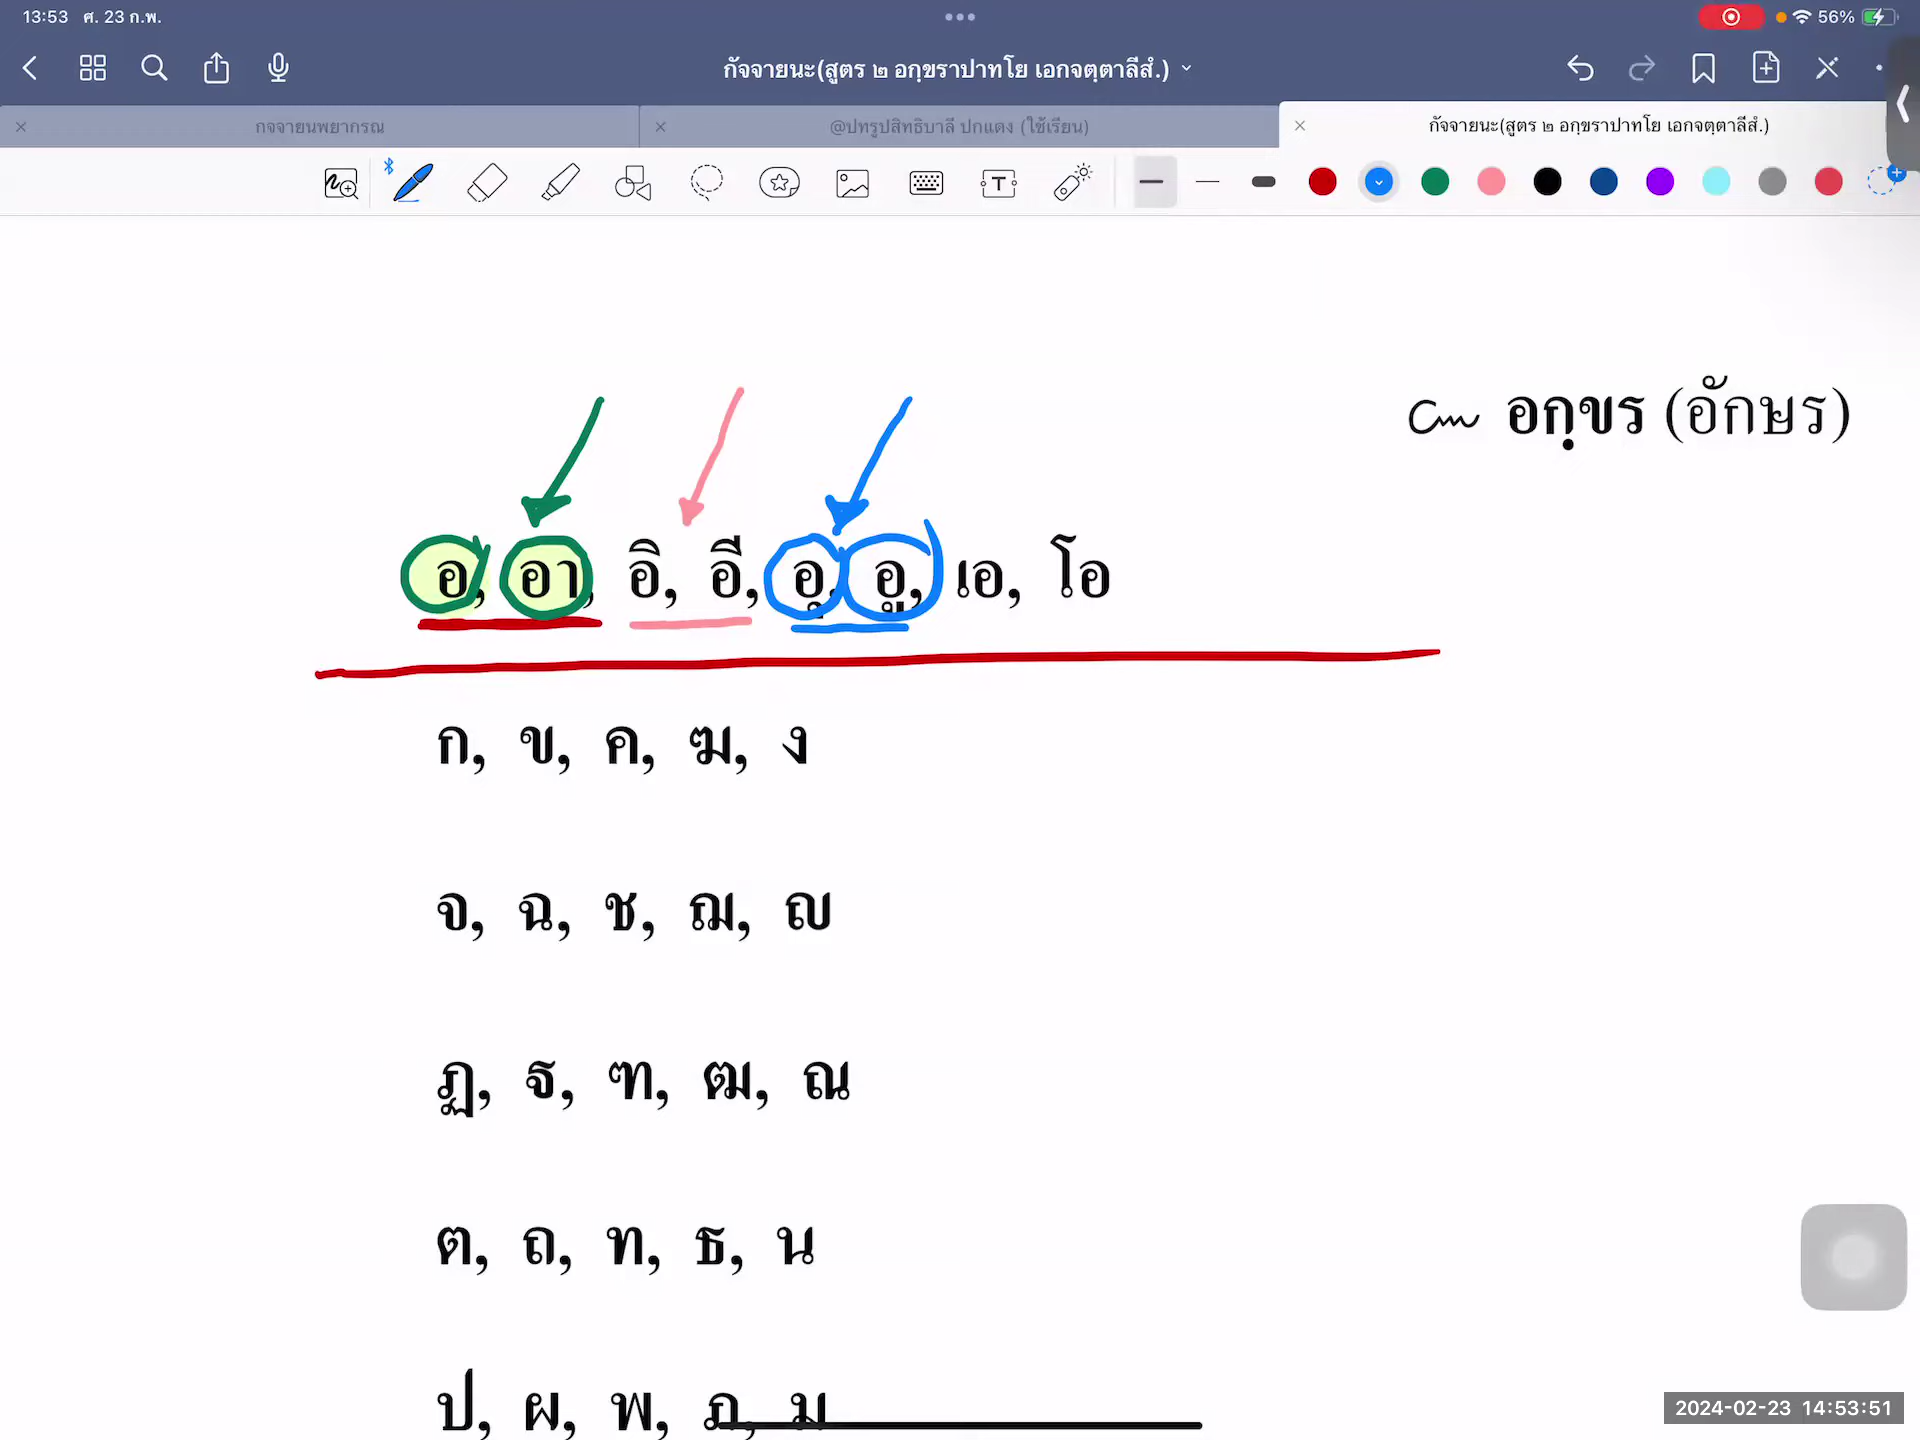 13:53 ศ. 23 ก.พ.
56%
กัจจายนะ(สูตร ๒ อกฺขราปาทโย เอกจตฺตาลีสํ.)
กจจายนพยากรณ
@ปทรูปสิทธิบาลี ปกแดง (ใช้เรียน)
กัจจายนะ(สูตร ๒ อกฺขราปาทโย เอกจตฺตาลีสํ.)
อกฺขร (อักษร)
อ, อา, อิ, อี, อุ, อู, เอ, โอ
ก, ข, ค, ฆ, ง
จ, ฉ, ช, ฌ, ญ
ฏ, ฐ, ฑ, ฒ, ณ
ต, ถ, ท, ธ, น
ป, ผ, พ, ภ, ม
2024-02-23 14:53:51